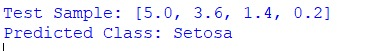 Test Sample: [5.0, 3.6, 1.4, 0.2]
Predicted Class: Setosa